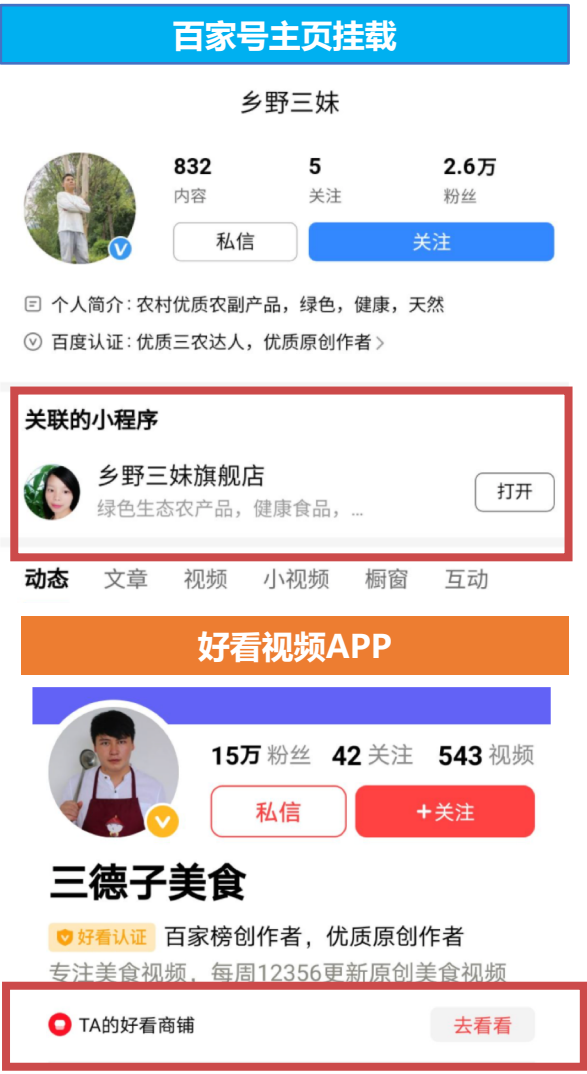 百家号主页挂载
乡野三妹
832 5 2.6万
内容 关注 粉丝
私信 关注
个人简介:农村优质农副产品，绿色，健康，天然
百度认证:优质三农达人，优质原创作者>
关联的小程序
乡野三妹旗舰店
绿色生态农产品，健康食品，...
打开
动态 文章 视频 小视频 橱窗 互动
好看视频APP
15万 粉丝 42 关注 543 视频
私信 +关注
三德子美食
好看认证 百家榜创作者，优质原创作者
专注美食视频，每周12356更新原创美食视频
TA的好看商铺 去看看